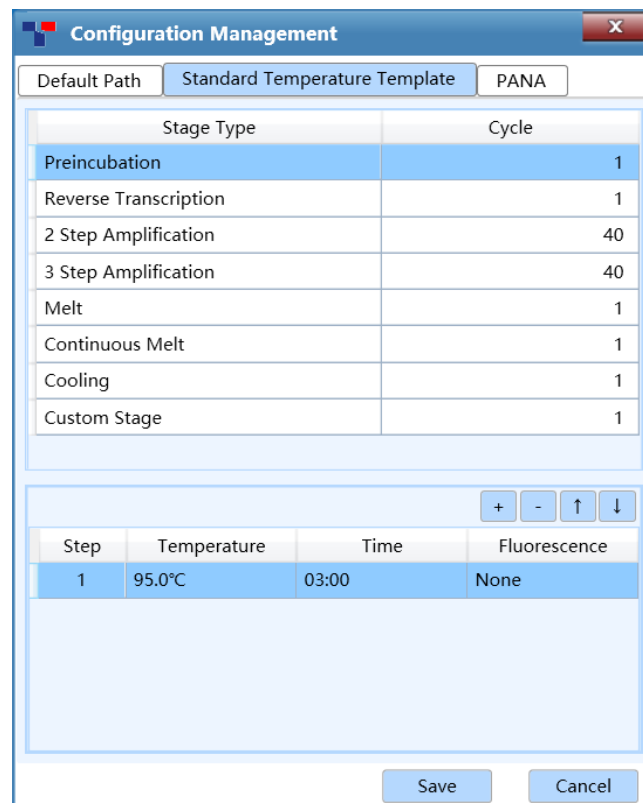 Configuration Management x
Default Path Standard Temperature Template PANA
Stage Type Cycle
Preincubation 1
Reverse Transcription 1
2 Step Amplification 40
3 Step Amplification 40
Melt 1
Continuous Melt 1
Cooling 1
Custom Stage 1
+ - ↑ ↓
Step Temperature Time Fluorescence
1 95.0℃ 03:00 None
Save Cancel